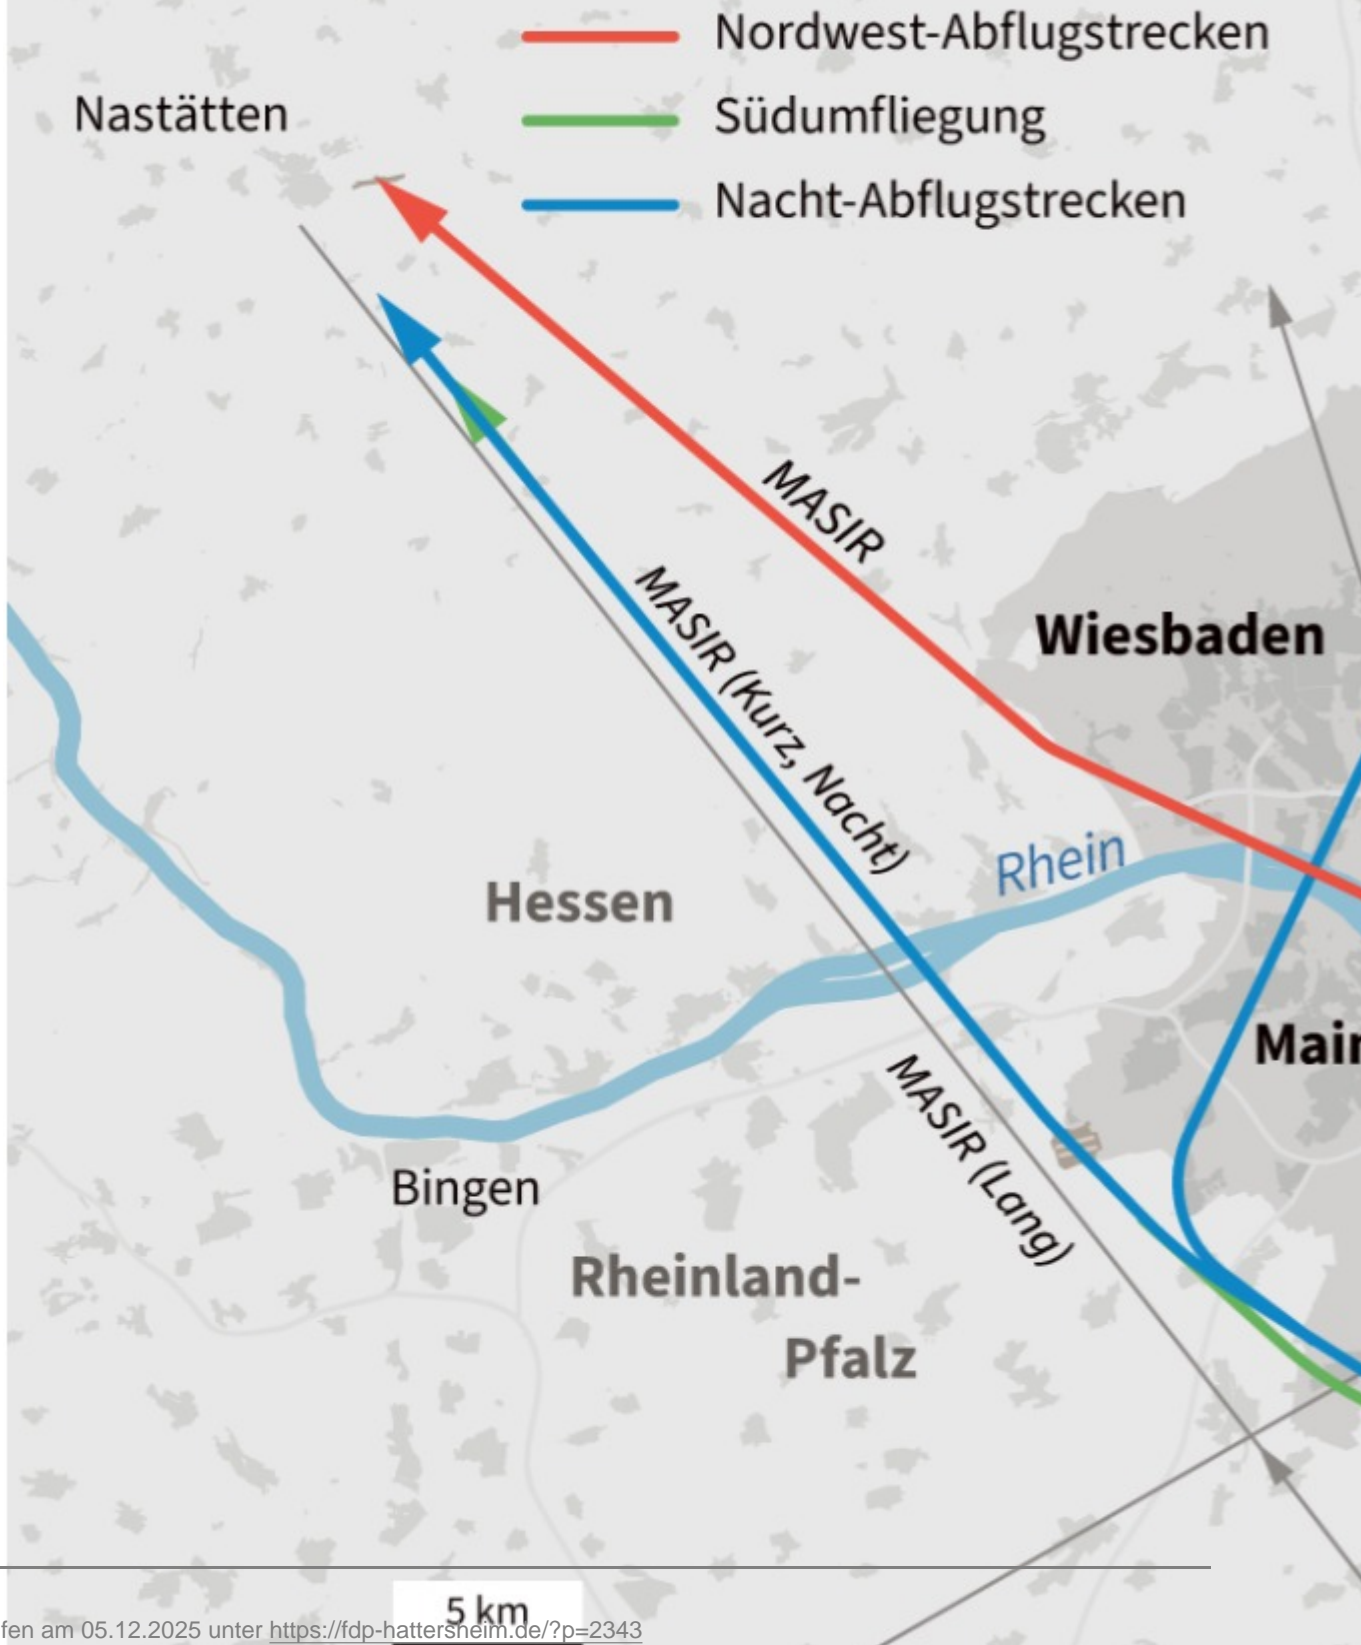 Nordwest-Abflugstrecken
Nastätten
Südumfliegung
Nacht-Abflugstrecken
MASIR
MASIR (Kurz, Nacht)
Wiesbaden
Rhein
Hessen
Main
MASIR (Lang)
Bingen
Rheinland-
Pfalz
5 km
fen am 05.12.2025 unter https://fdp-hattersheim.de/?p=2343